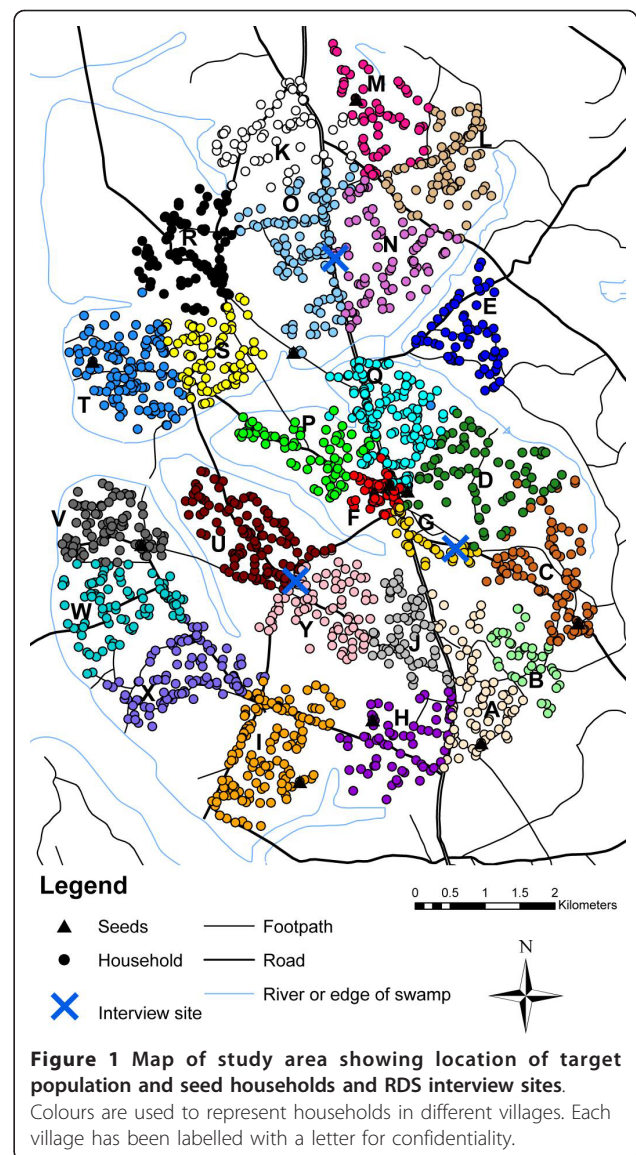 M
L
K
O
R
N
E
S
T
Q
P
D
F
G
V
U
C
W
Y
J
B
X
A
H
I
Legend
Seeds
Household
Interview site
Footpath
Road
River or edge of swamp
0 0.5 1 1.5 2
Kilometers
N
Figure 1 Map of study area showing location of target
population and seed households and RDS interview sites.
Colours are used to represent households in different villages. Each
village has been labelled with a letter for confidentiality.